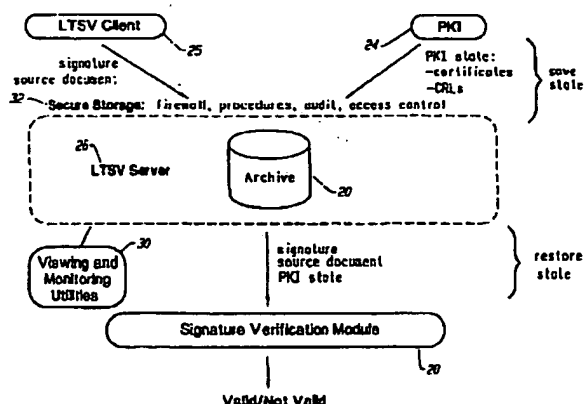 LTSV Client
25
PKI
24
signature
source document;
PKI state:
-certificates
-CRLs
save
state
32
Secure Storage: firewall, procedures, audit, access control
26
LTSV Server
Archive
20
Viewing and
Monitoring
Utilities
30
signature
source document
PKI state
restore
state
Signature Verification Module
20
Valid/Not Valid